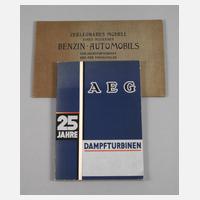 ZERLEGBARES MODELL
EINES MODERNEN
BENZIN-AUTOMOBILS
AEG
25
JAHRE
DAMPFTURBINEN